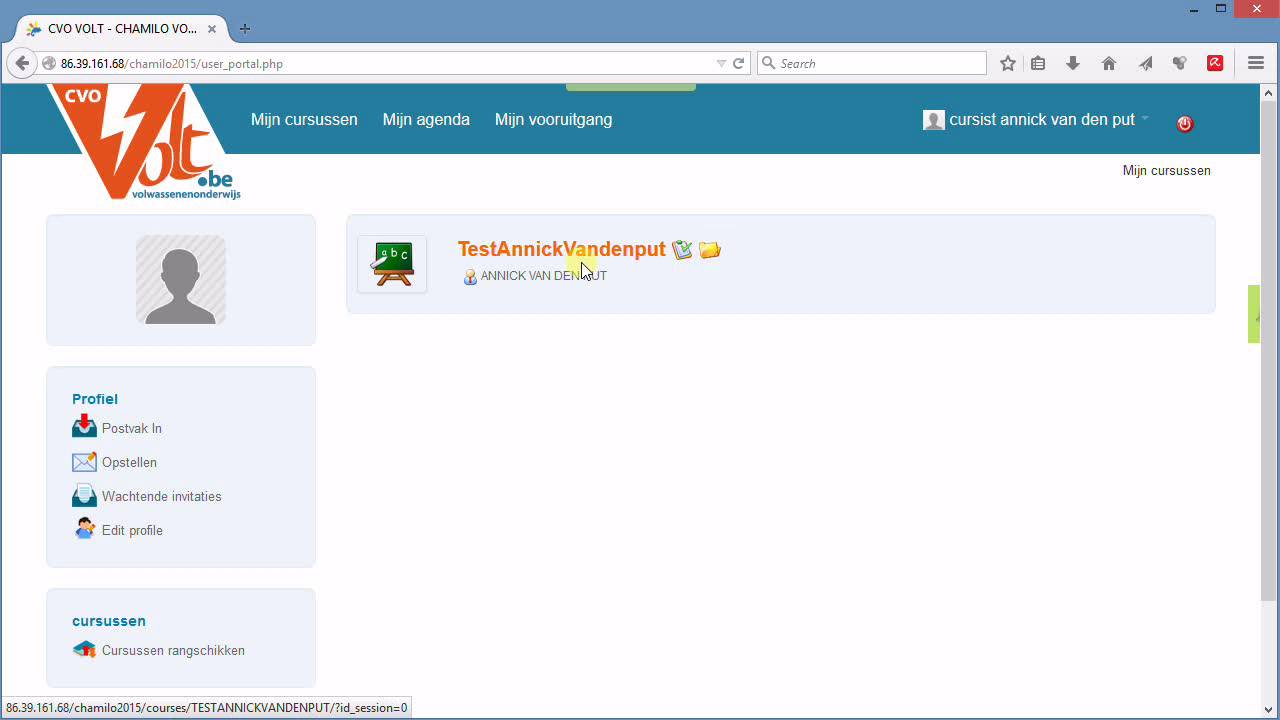 CVO VOLT - CHAMILO VO...
86.39.161.68/chamilo2015/user_portal.php
Search
CVO
Volt
.be
volwassenenonderwijs
Mijn cursussen
Mijn agenda
Mijn vooruitgang
cursist annick van den put
Mijn cursussen
abc
TestAnnickVandenput
ANNICK VAN DEN PUT
Profiel
Postvak In
Opstellen
Wachtende invitaties
Edit profile
cursussen
Cursussen rangschikken
86.39.161.68/chamilo2015/courses/TESTANNICKVANDENPUT/?id_session=0